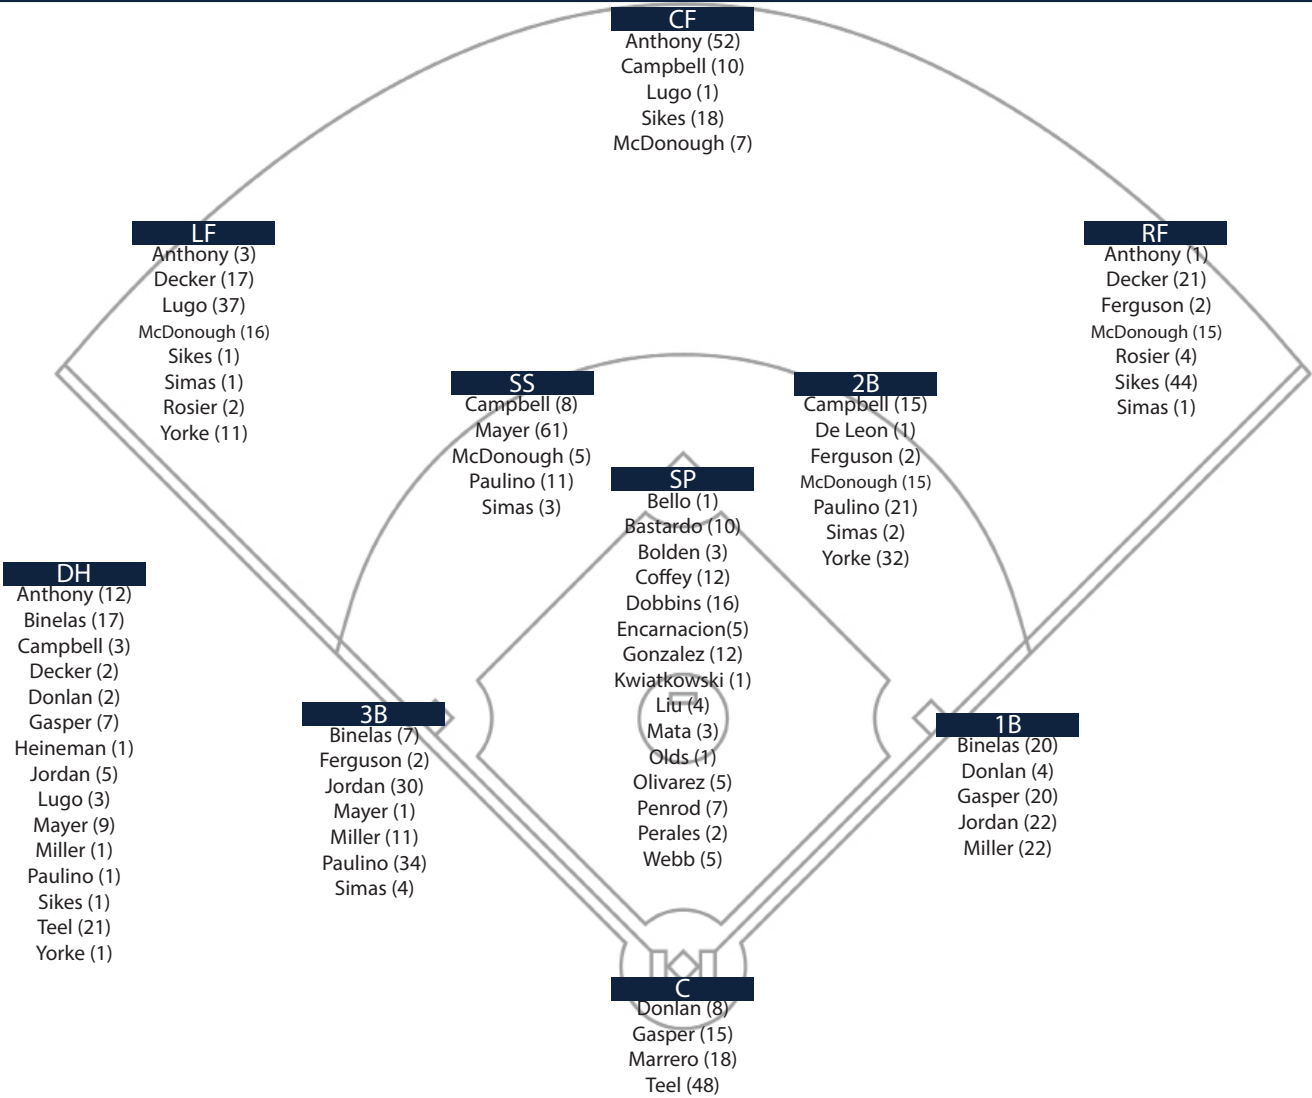 CF
Anthony (52)
Campbell (10)
Lugo (1)
Sikes (18)
McDonough (7)
LF
Anthony (3)
Decker (17)
Lugo (37)
McDonough (16)
Sikes (1)
Simas (1)
Rosier (2)
Yorke (11)
RF
Anthony (1)
Decker (21)
Ferguson (2)
McDonough (15)
Rosier (4)
Sikes (44)
Simas (1)
SS
Campbell (8)
Mayer (61)
McDonough (5)
Paulino (11)
Simas (3)
2B
Campbell (15)
De Leon (1)
Ferguson (2)
McDonough (15)
Paulino (21)
Simas (2)
Yorke (32)
SP
Bello (1)
Bastardo (10)
Bolden (3)
Coffey (12)
Dobbins (16)
Encarnacion(5)
Gonzalez (12)
Kwiatkowski (1)
Liu (4)
Mata (3)
Olds (1)
Olivarez (5)
Penrod (7)
Perales (2)
Webb (5)
DH
Anthony (12)
Binelas (17)
Campbell (3)
Decker (2)
Donlan (2)
Gasper (7)
Heineman (1)
Jordan (5)
Lugo (3)
Mayer (9)
Miller (1)
Paulino (1)
Sikes (1)
Teel (21)
Yorke (1)
3B
Binelas (7)
Ferguson (2)
Jordan (30)
Mayer (1)
Miller (11)
Paulino (34)
Simas (4)
1B
Binelas (20)
Donlan (4)
Gasper (20)
Jordan (22)
Miller (22)
C
Donlan (8)
Gasper (15)
Marrero (18)
Teel (48)